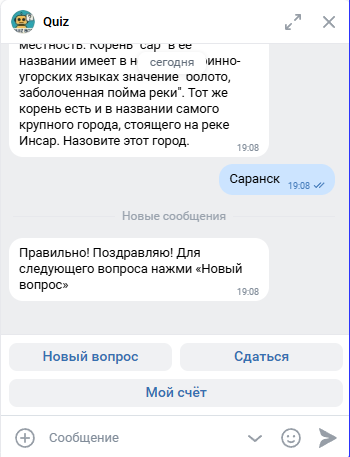 Quiz
местность. Корень "сар" в её
названии имеет в
сегодня
инно-
угорских языках значение
заболоченная пойма реки". Тот же
корень есть и в названии самого
крупного города, стоящего на реке
Инсар. Назовите этот город.
19:08
Саранск
19:08
Новые сообщения
Правильно! Поздравляю! Для
следующего вопроса нажми «Новый
вопрос»
19:08
Новый вопрос
Сдаться
Мой счёт
Сообщение